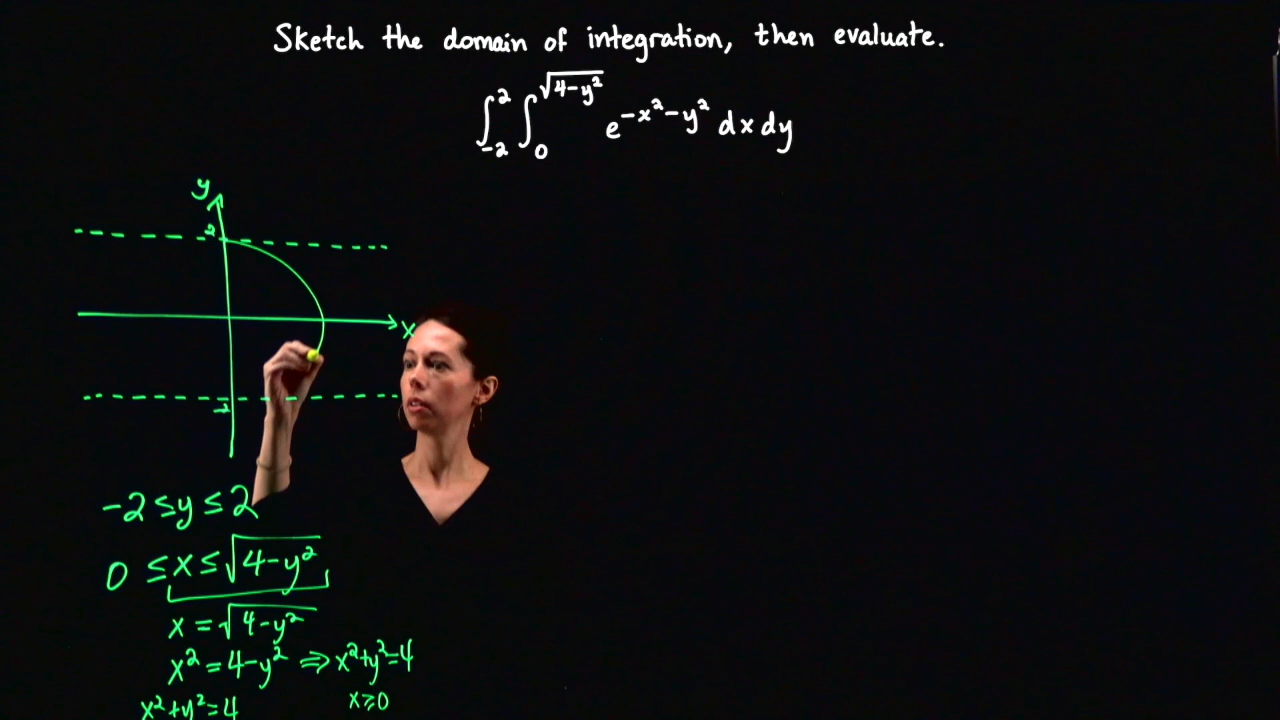 Sketch the domain of integration, then evaluate.
∫_{-2}^{2} ∫_{0}^{√(4-y²)} e^{-x²-y²} dx dy
y
2
x
-2
-2 ≤ y ≤ 2
0 ≤ x ≤ √(4-y²)
x = √(4-y²)
x² = 4-y² ⇒ x²+y²=4
x²+y²=4 x≥0